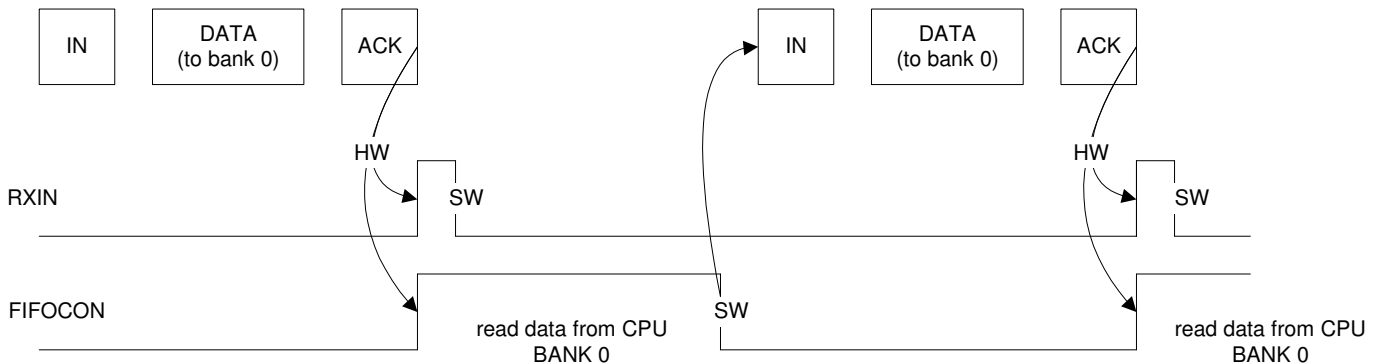 IN
DATA
(to bank 0)
ACK
IN
DATA
(to bank 0)
ACK
HW
HW
RXIN
SW
SW
FIFOCON
SW
read data from CPU
BANK 0
read data from CPU
BANK 0